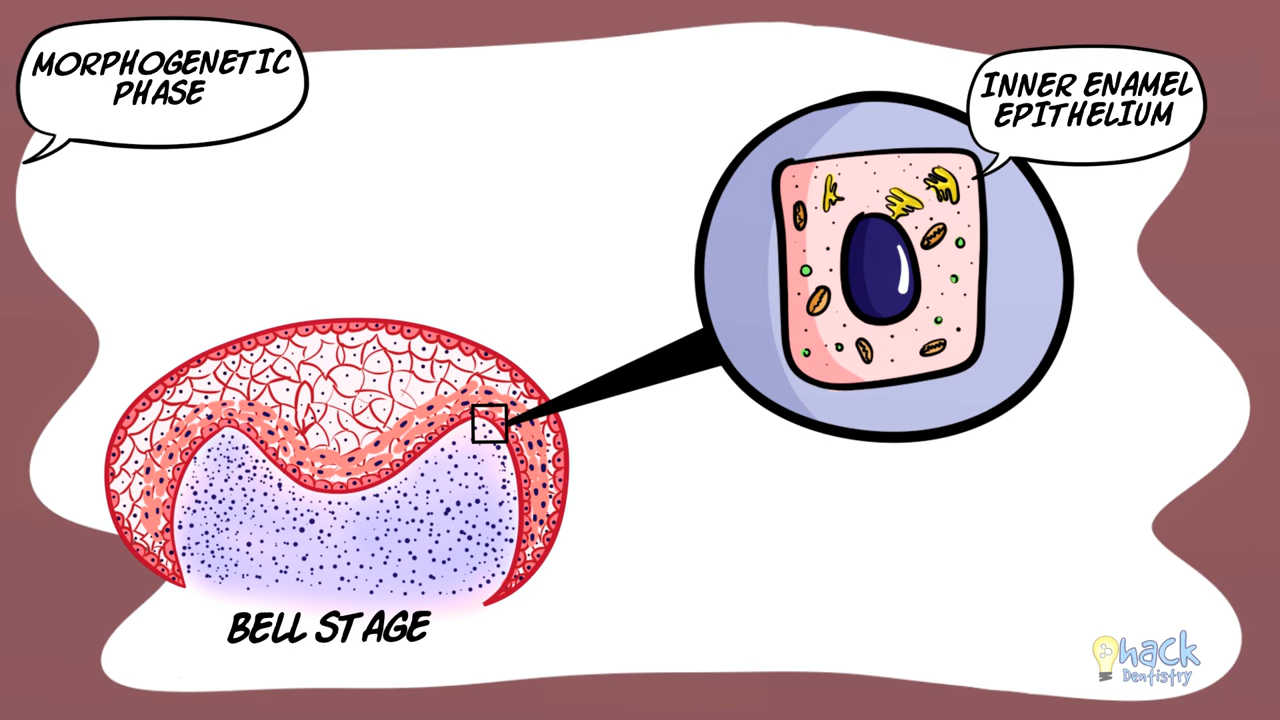 MORPHOGENETIC
PHASE
INNER ENAMEL
EPITHELIUM
BELL STAGE
hack
Dentistry